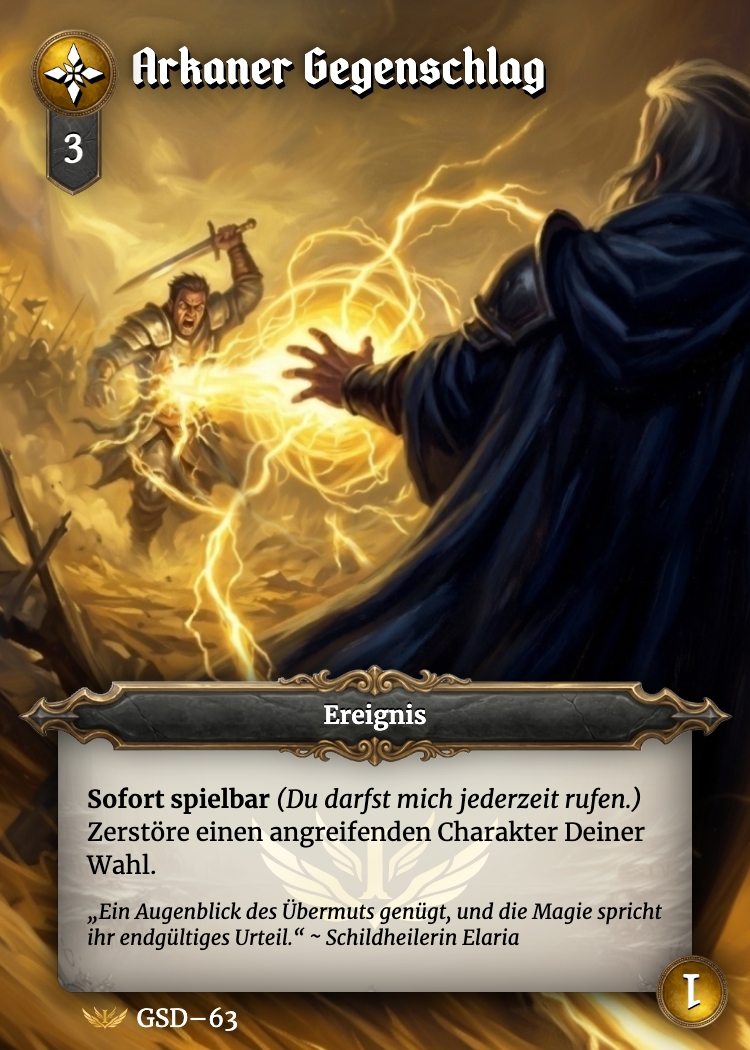 Arkaner Gegenschlag
3
Ereignis
Sofort spielbar (Du darfst mich jederzeit rufen.)
Zerstöre einen angreifenden Charakter Deiner
Wahl.
„Ein Augenblick des Übermuts genügt, und die Magie spricht
ihr endgültiges Urteil.“ ~ Schildheilerin Elaria
1
GSD–63